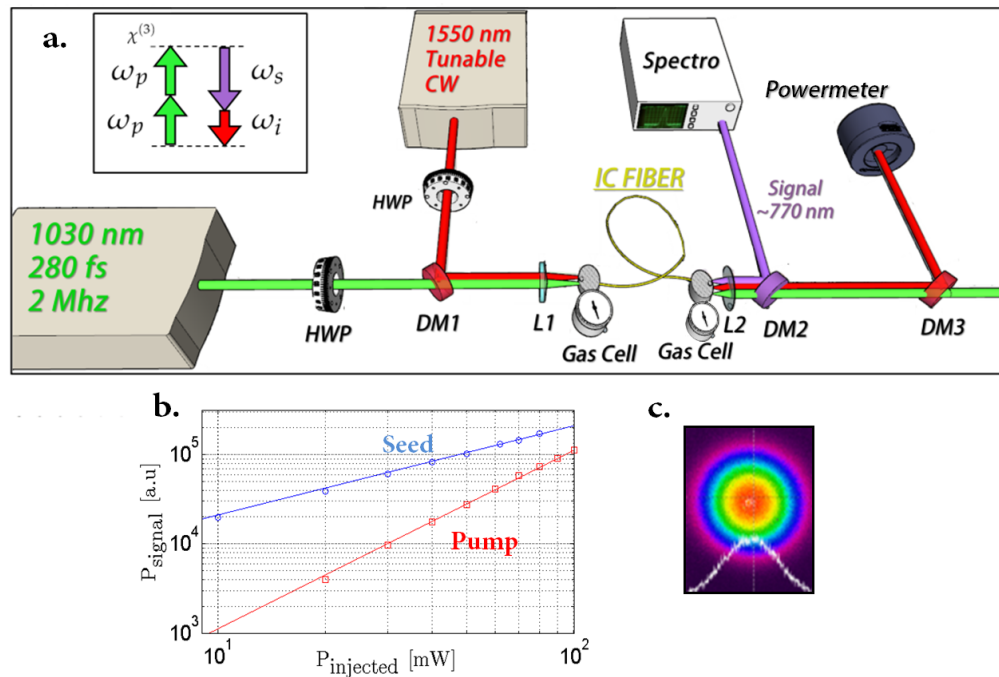 a.
χ(3)
ωp
ωs
ωp
ωi
1550 nm
Tunable
CW
Spectro
Powermeter
HWP
IC FIBER
Signal
~770 nm
1030 nm
280 fs
2 Mhz
HWP
DM1
L1
Gas Cell
Gas Cell
L2
DM2
DM3
b.
c.
Seed
Pump
Psignal [a.u]
10^5
10^4
10^3
10^1
10^2
Pinjected [mW]